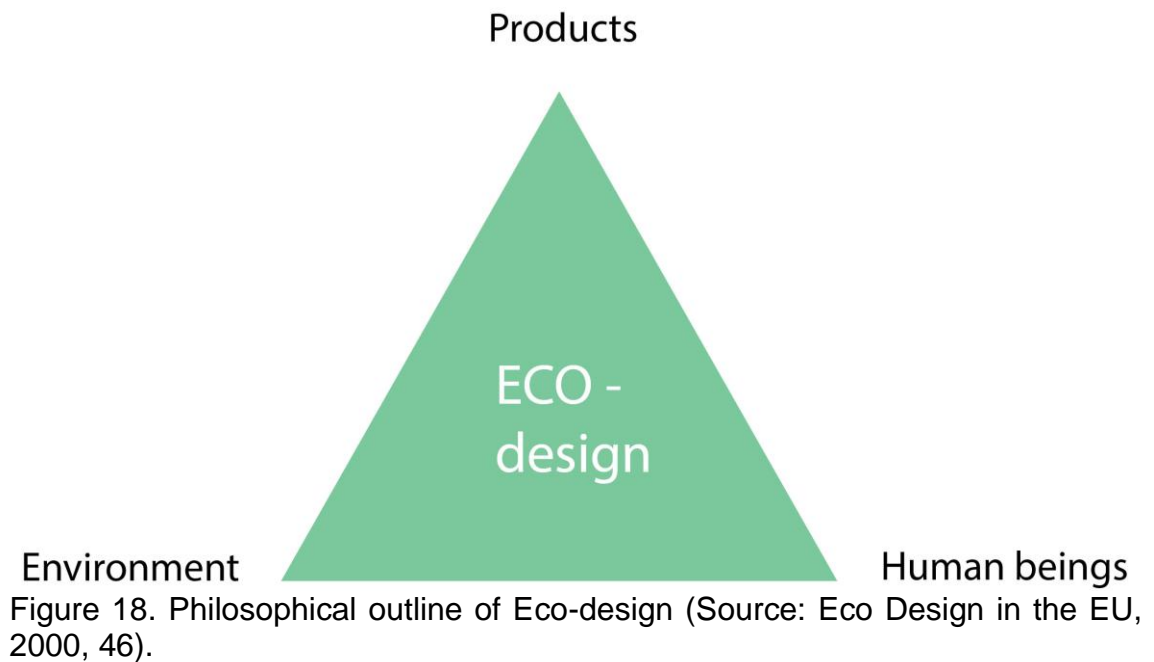 Products
ECO -
design
Environment
Human beings
Figure 18. Philosophical outline of Eco-design (Source: Eco Design in the EU,
2000, 46).